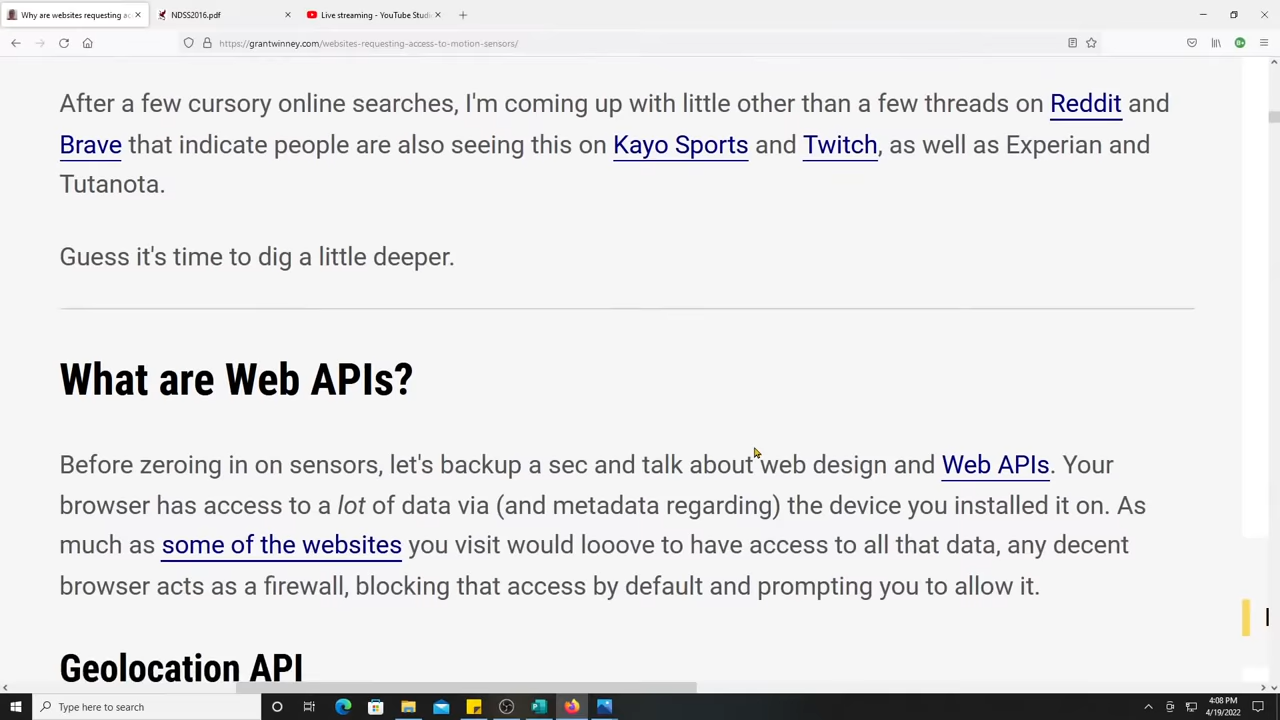 Why are websites requesting ac
NDSS2016.pdf
Live streaming - YouTube Studi
https://grantwinney.com/websites-requesting-access-to-motion-sensors/
After a few cursory online searches, I'm coming up with little other than a few threads on Reddit and
Brave that indicate people are also seeing this on Kayo Sports and Twitch, as well as Experian and
Tutanota.
Guess it's time to dig a little deeper.
What are Web APIs?
Before zeroing in on sensors, let's backup a sec and talk about web design and Web APIs. Your
browser has access to a lot of data via (and metadata regarding) the device you installed it on. As
much as some of the websites you visit would looove to have access to all that data, any decent
browser acts as a firewall, blocking that access by default and prompting you to allow it.
Geolocation API
Type here to search
4:08 PM
4/19/2022